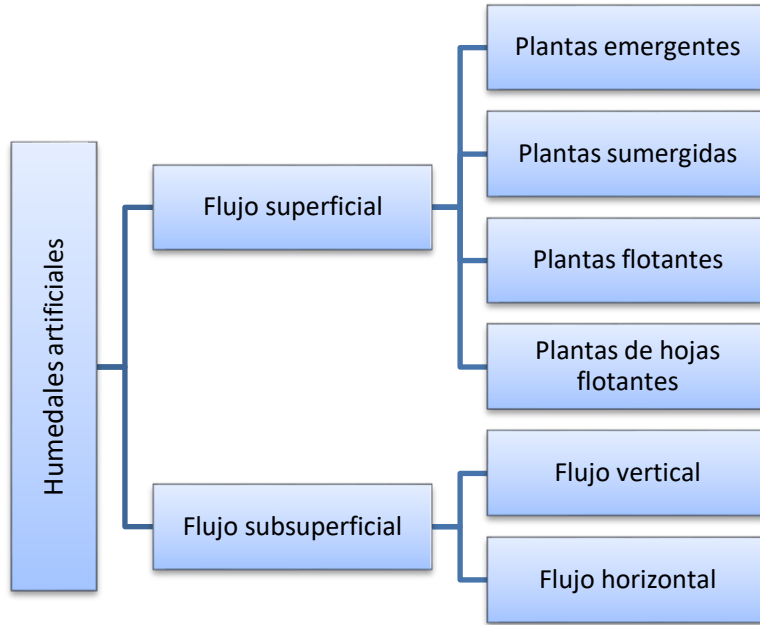 Humedales artificiales
Flujo superficial
Plantas emergentes
Plantas sumergidas
Plantas flotantes
Plantas de hojas
flotantes
Flujo subsuperficial
Flujo vertical
Flujo horizontal